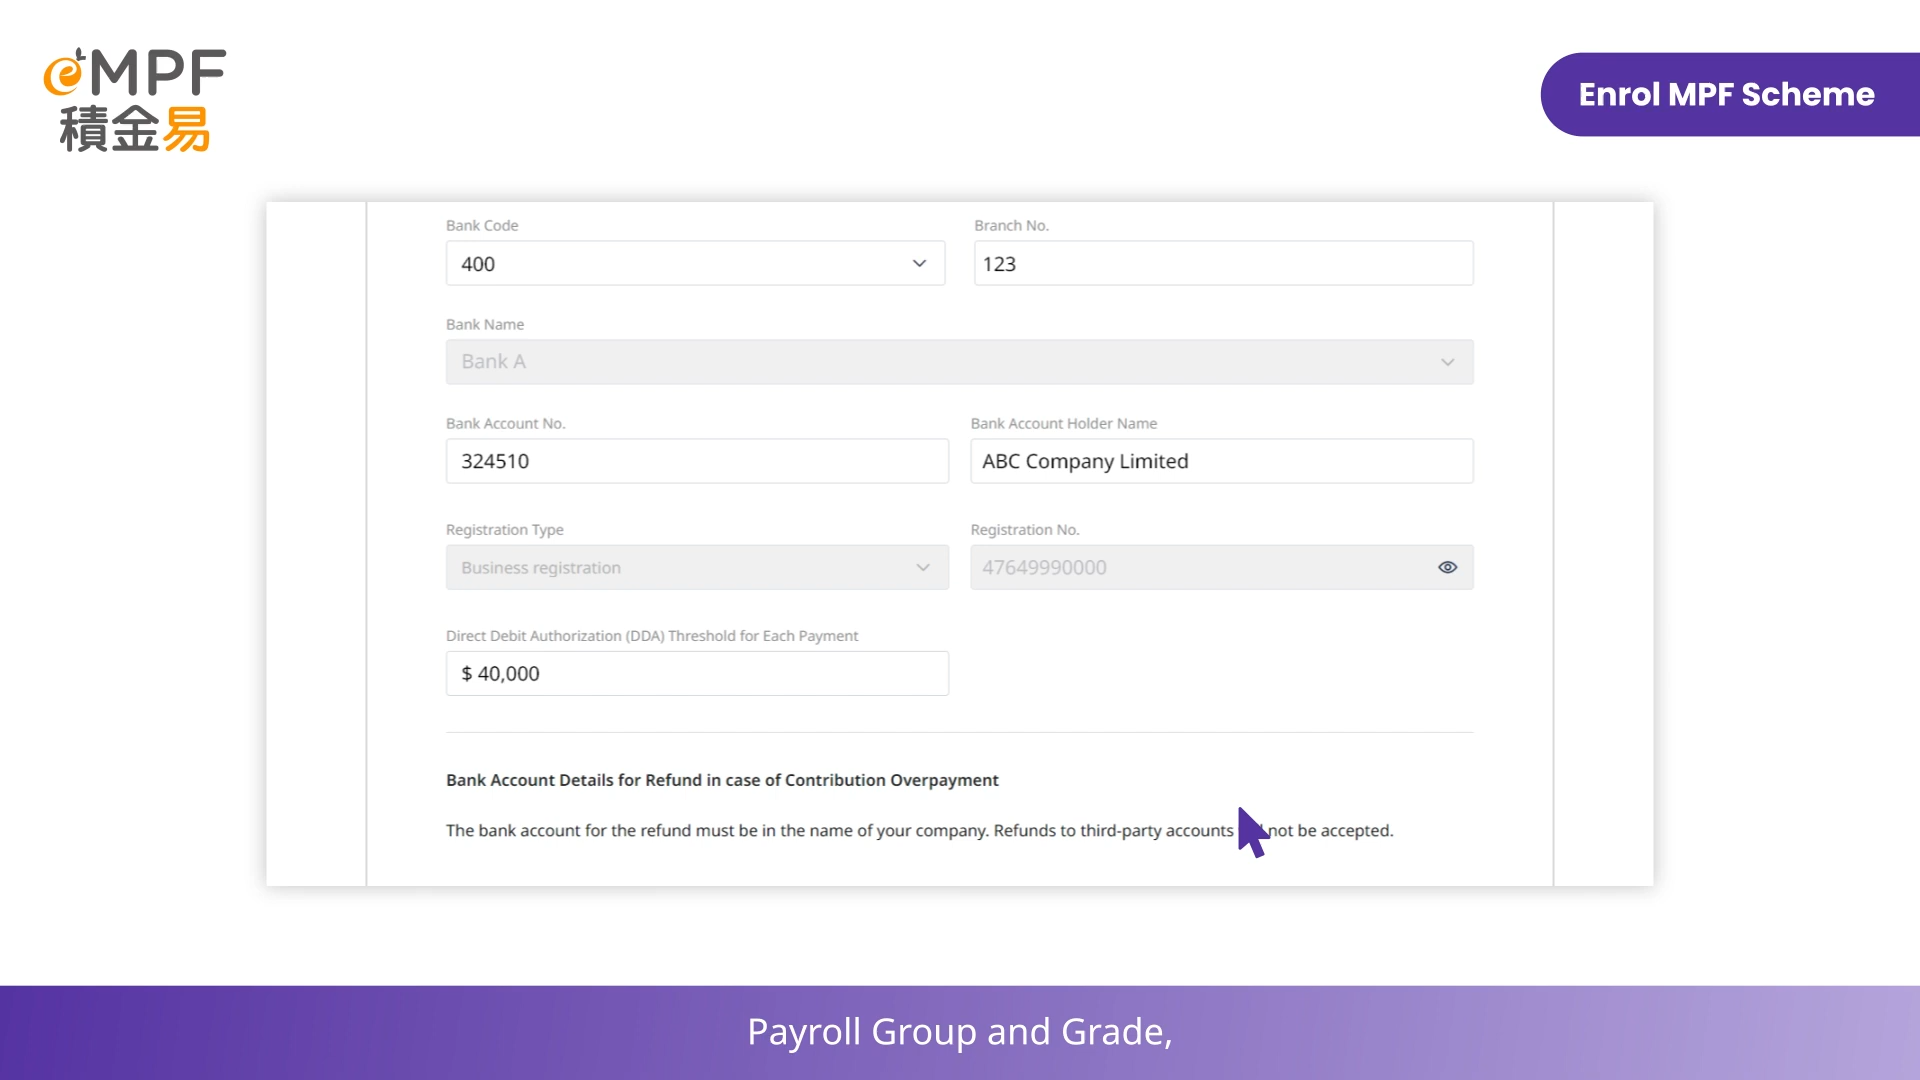 eMPF
積金易
Enrol MPF Scheme
Bank Code
Branch No.
400
123
Bank Name
Bank A
Bank Account No.
Bank Account Holder Name
324510
ABC Company Limited
Registration Type
Registration No.
Business registration
47649990000
Direct Debit Authorization (DDA) Threshold for Each Payment
$ 40,000
Bank Account Details for Refund in case of Contribution Overpayment
The bank account for the refund must be in the name of your company. Refunds to third-party accounts not be accepted.
Payroll Group and Grade,